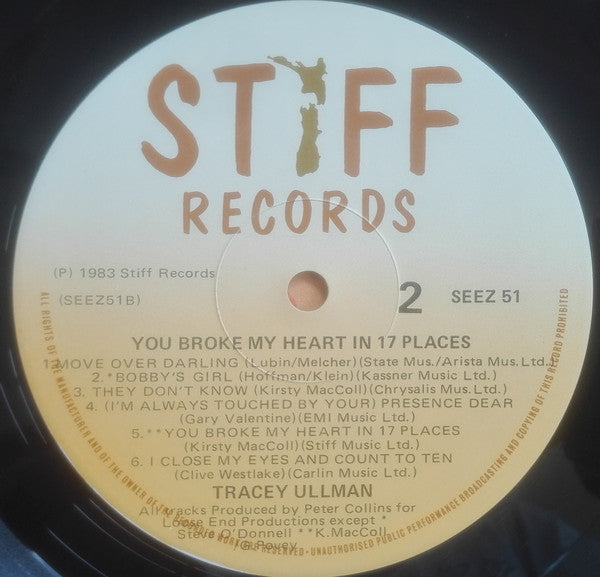 STIFF
RECORDS
(P) 1983 Stiff Records
(SEEZ51B)
2
SEEZ 51
YOU BROKE MY HEART IN 17 PLACES
1.MOVE OVER DARLING (Lubin/Melcher)(State Mus./Arista Mus.Ltd.)
2. *BOBBY'S GIRL (Hoffman/Klein)(Kassner Music Ltd.)
3. THEY DON'T KNOW (Kirsty MacColl)(Chrysalis Mus.Ltd.)
4. (I'M ALWAYS TOUCHED BY YOUR) PRESENCE DEAR
(Gary Valentine)(EMI Music Ltd.)
5. **YOU BROKE MY HEART IN 17 PLACES
(Kirsty MacColl)(Stiff Music Ltd.)
6. I CLOSE MY EYES AND COUNT TO TEN
(Clive Westlake)(Carlin Music Ltd.)
TRACEY ULLMAN
All tracks Produced by Peter Collins for
Loose End Productions except *
Steve O'Donnell **K.MacColl
G.Povey
ALL RIGHTS OF THE MANUFACTURER AND OF THE OWNER OF THE RECORDED WORK ARE RESERVED - UNAUTHORISED PUBLIC PERFORMANCE BROADCASTING AND COPYING OF THIS RECORD PROHIBITED